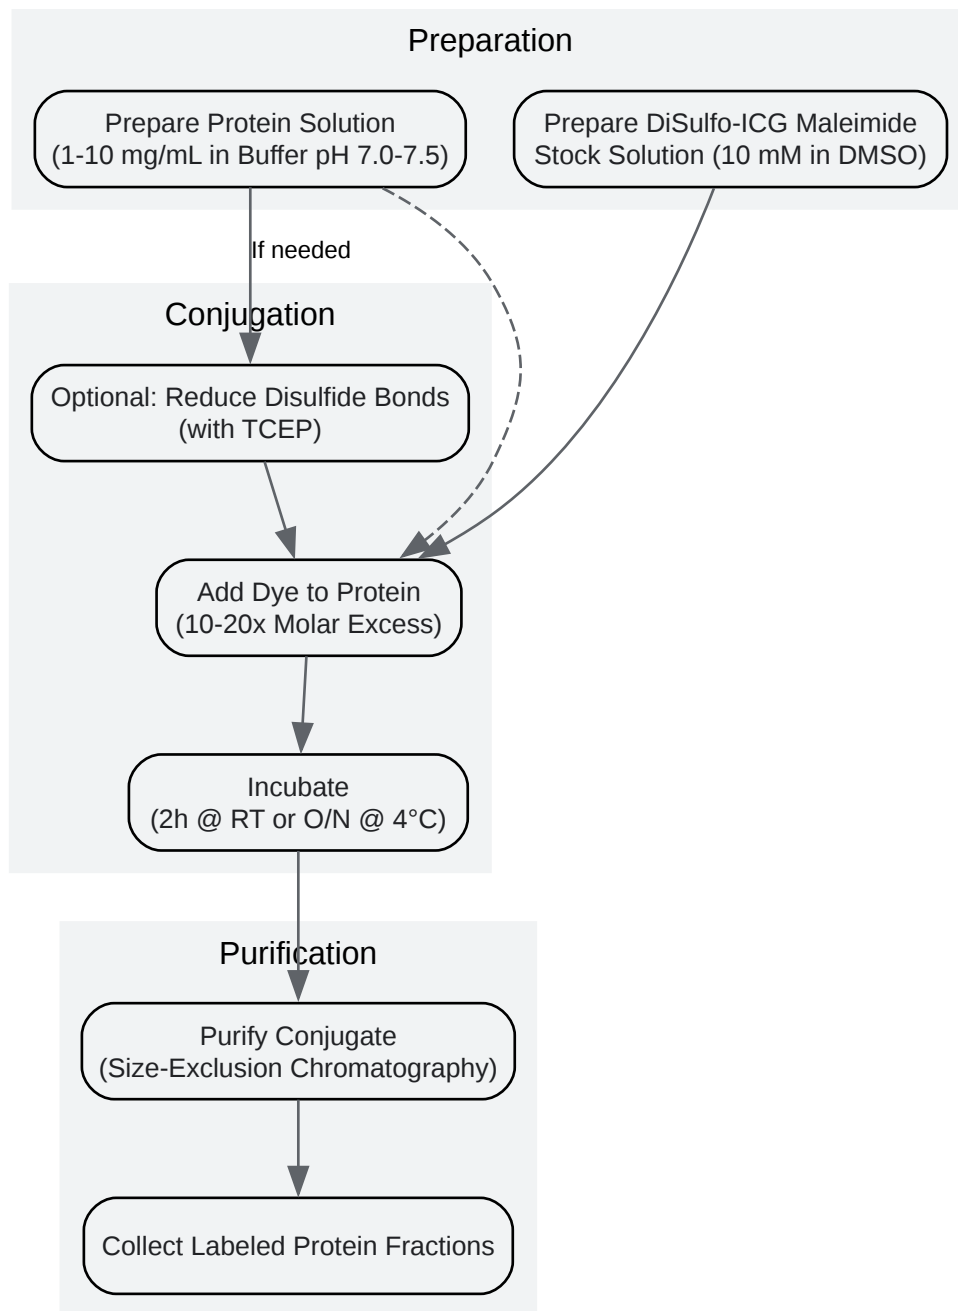 Preparation
Prepare Protein Solution
(1-10 mg/mL in Buffer pH 7.0-7.5)
Prepare DiSulfo-ICG Maleimide
Stock Solution (10 mM in DMSO)
If needed
Conjugation
Optional: Reduce Disulfide Bonds
(with TCEP)
Add Dye to Protein
(10-20x Molar Excess)
Incubate
(2h @ RT or O/N @ 4°C)
Purification
Purify Conjugate
(Size-Exclusion Chromatography)
Collect Labeled Protein Fractions